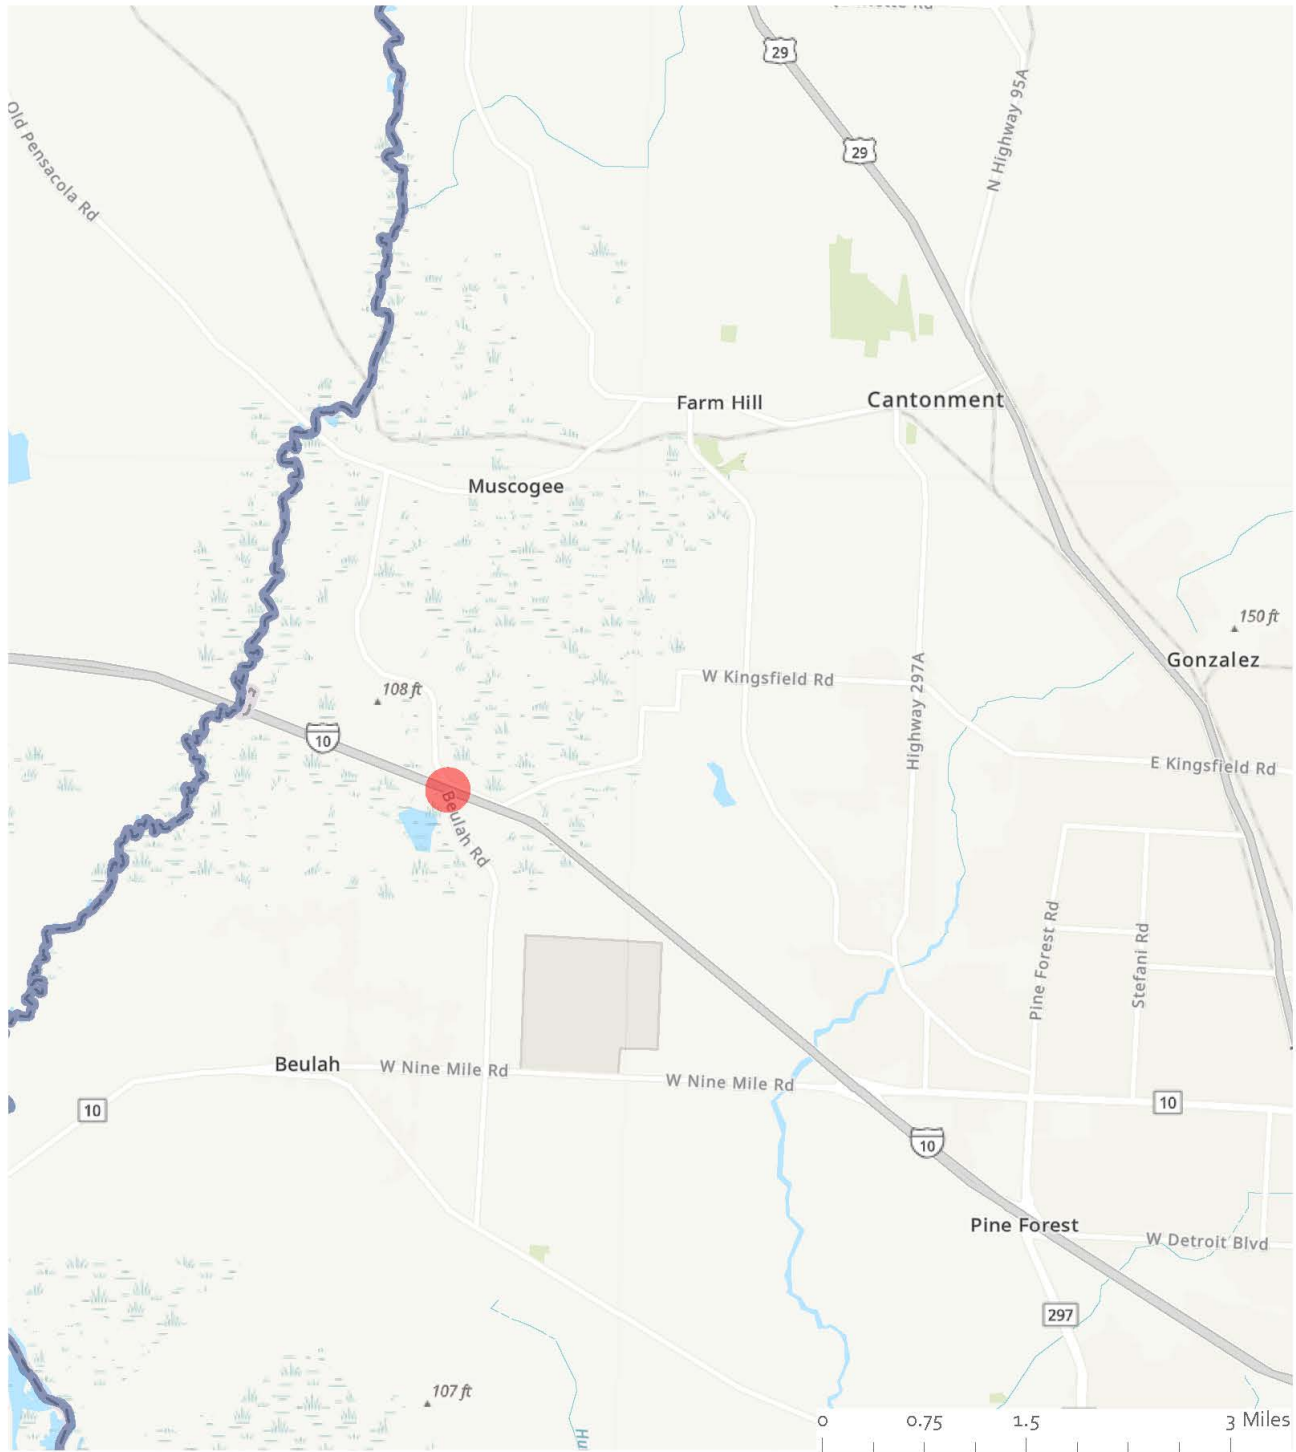 29
Old Pensacola Rd
29
N Highway 95A
Farm Hill
Cantonment
Muscogee
150 ft
Gonzalez
W Kingsfield Rd
108 ft
Highway 297A
10
E Kingsfield Rd
Beulah Rd
Pine Forest Rd
Stefani Rd
Beulah
W Nine Mile Rd
W Nine Mile Rd
10
10
10
Pine Forest
W Detroit Blvd
297
107 ft
0 0.75 1.5 3 Miles